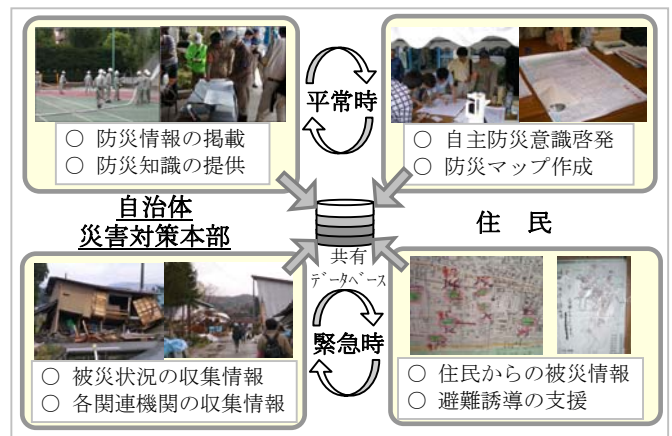 平常時
○ 防災情報の掲載
○ 防災知識の提供
○ 自主防災意識啓発
○ 防災マップ作成
自治体
災害対策本部
住 民
共有
データベース
緊急時
○ 被災状況の収集情報
○ 各関連機関の収集情報
○ 住民からの被災情報
○ 避難誘導の支援